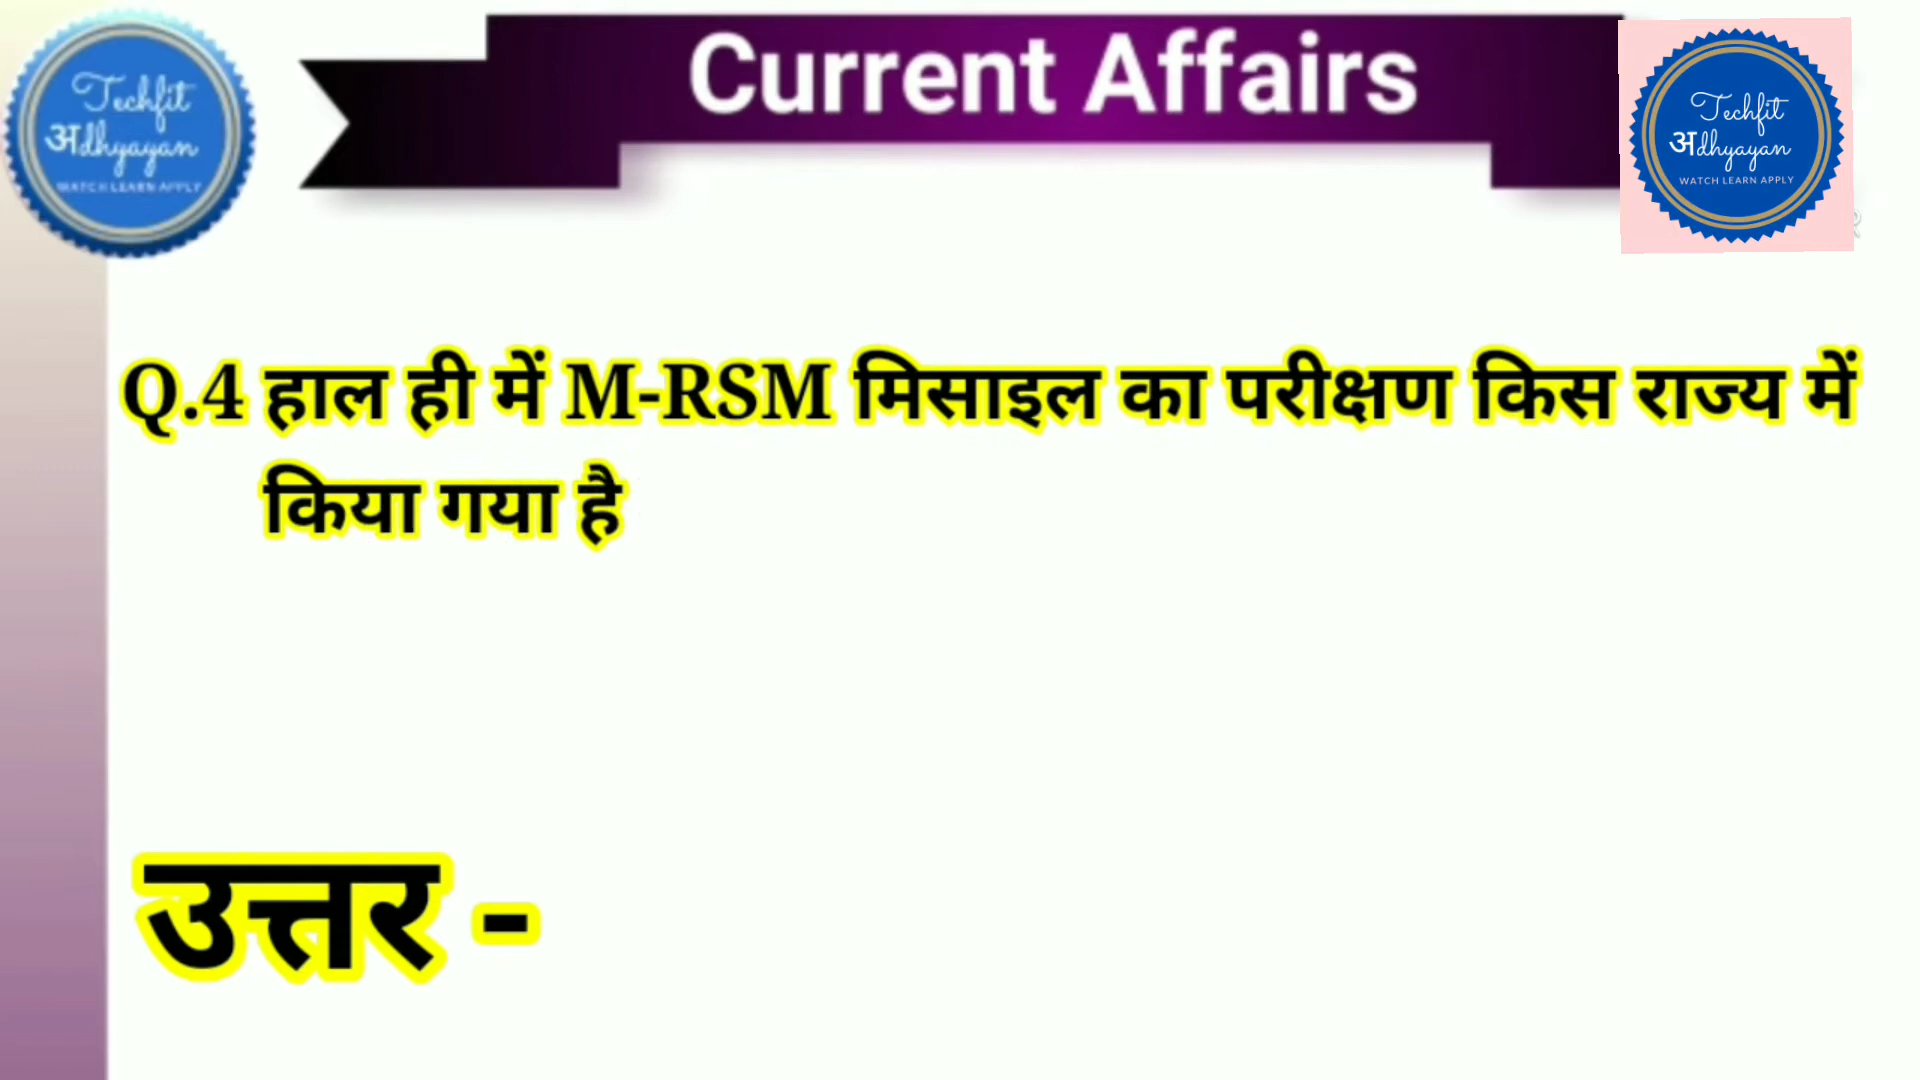 Current Affairs
Techfit
अdhyayan
WATCH LEARN APPLY
Techfit
अdhyayan
WATCH LEARN APPLY
Q.4 हाल ही में M-RSM मिसाइल का परीक्षण किस राज्य में
किया गया है
उत्तर -